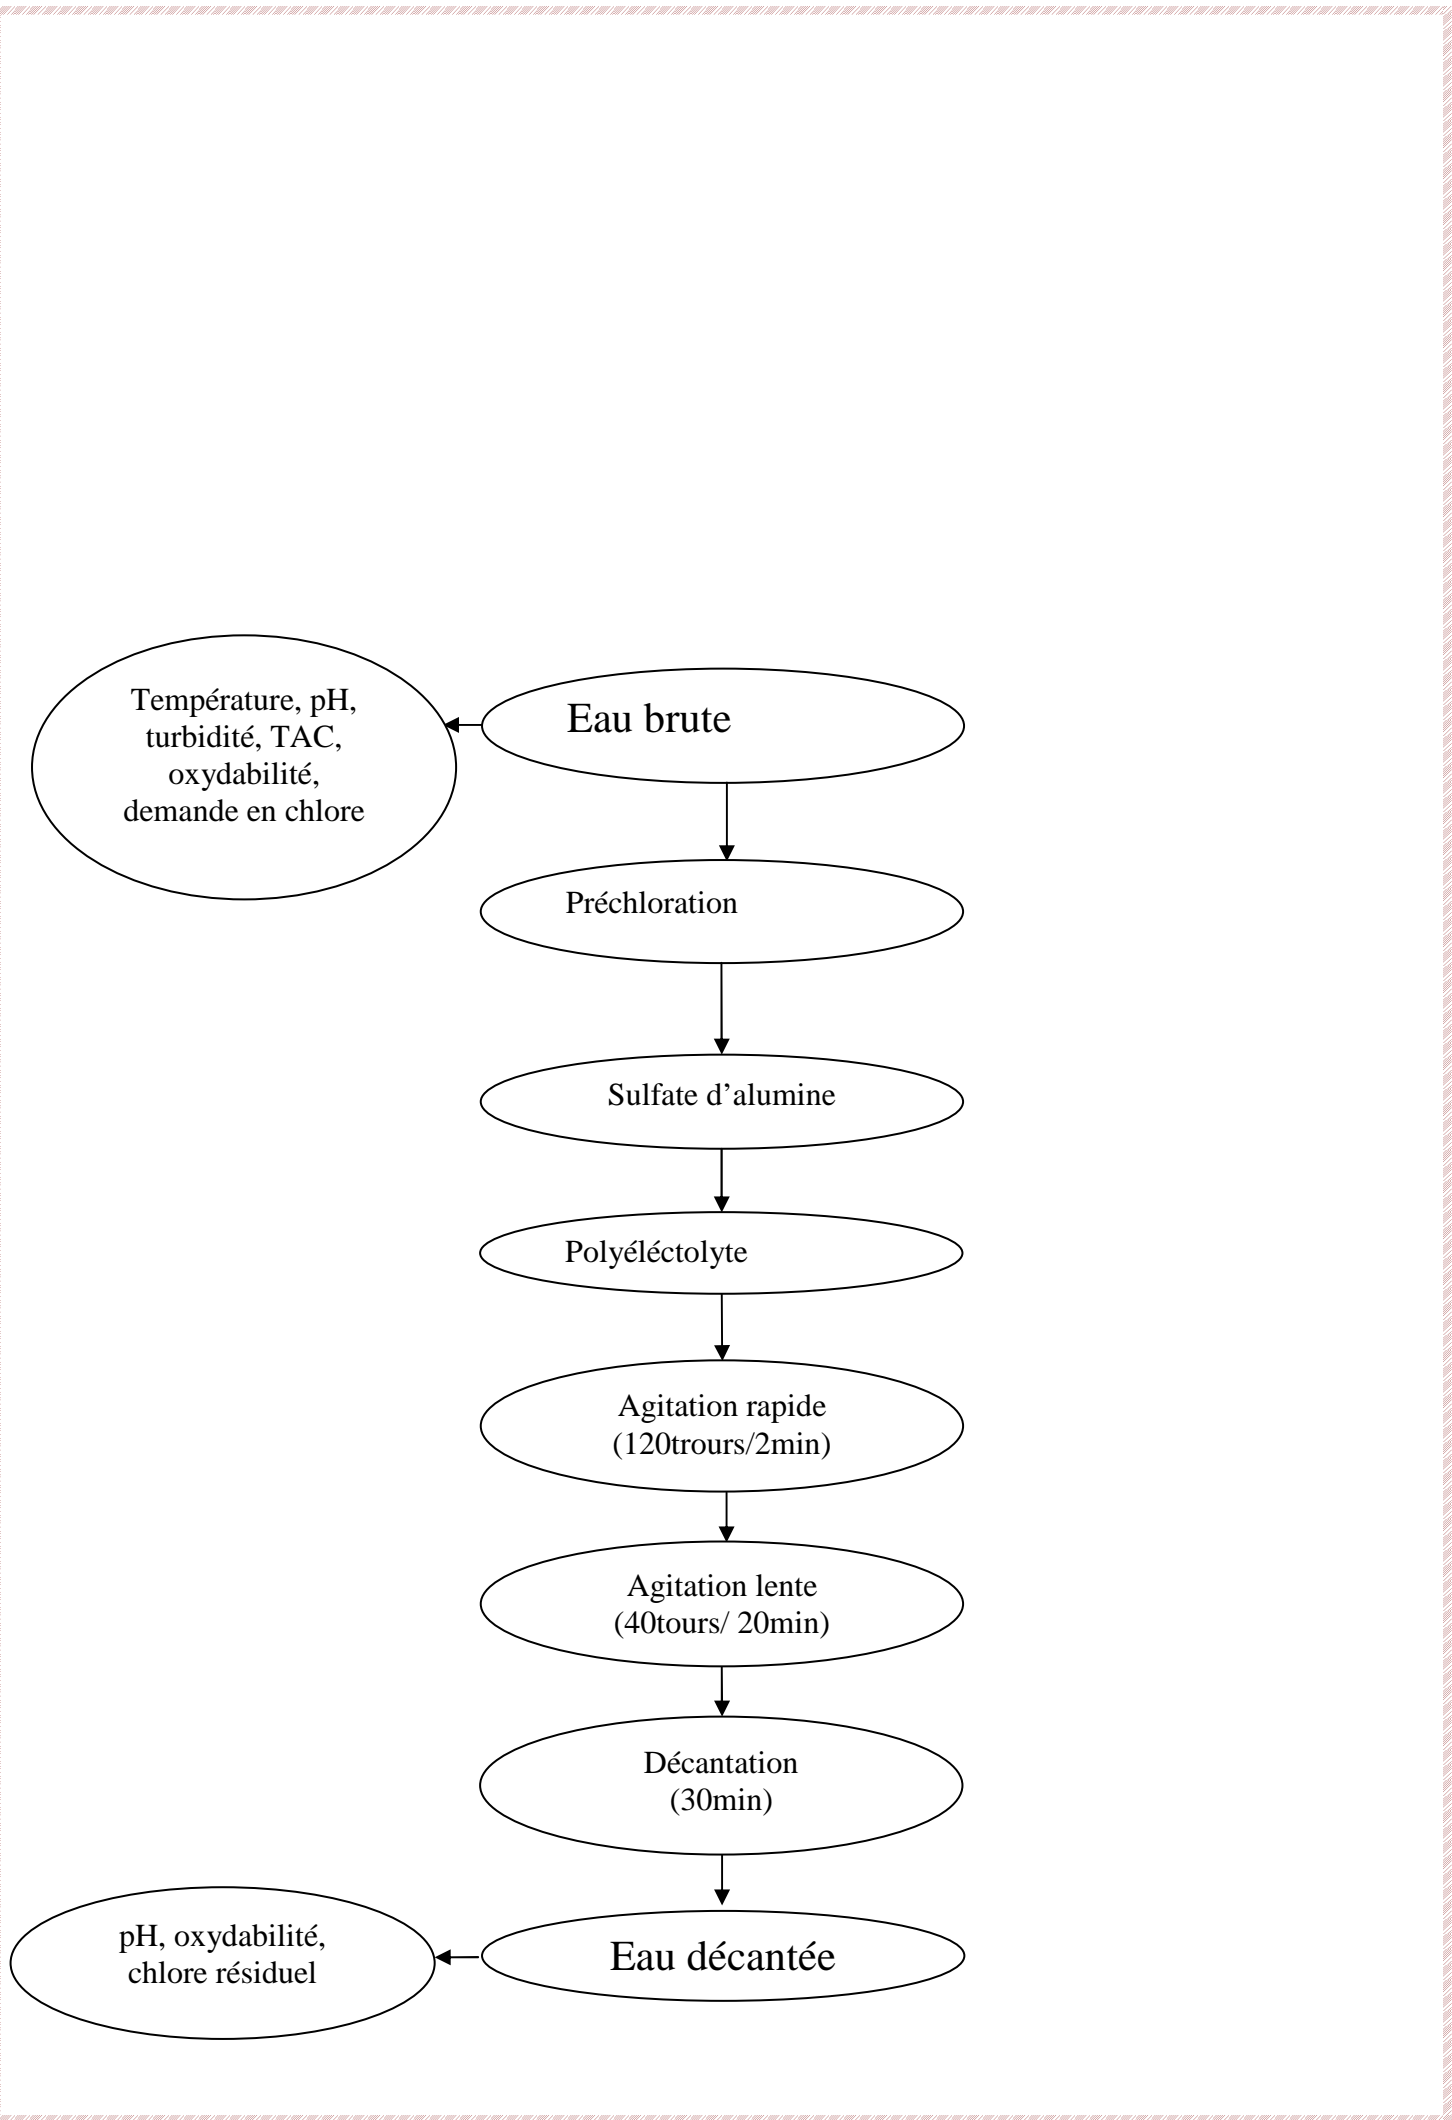 Température, pH,
turbidité, TAC,
oxydabilité,
demande en chlore
Eau brute
Préchloration
Sulfate d’alumine
Polyéléctolyte
Agitation rapide
(120trours/2min)
Agitation lente
(40tours/ 20min)
Décantation
(30min)
pH, oxydabilité,
chlore résiduel
Eau décantée